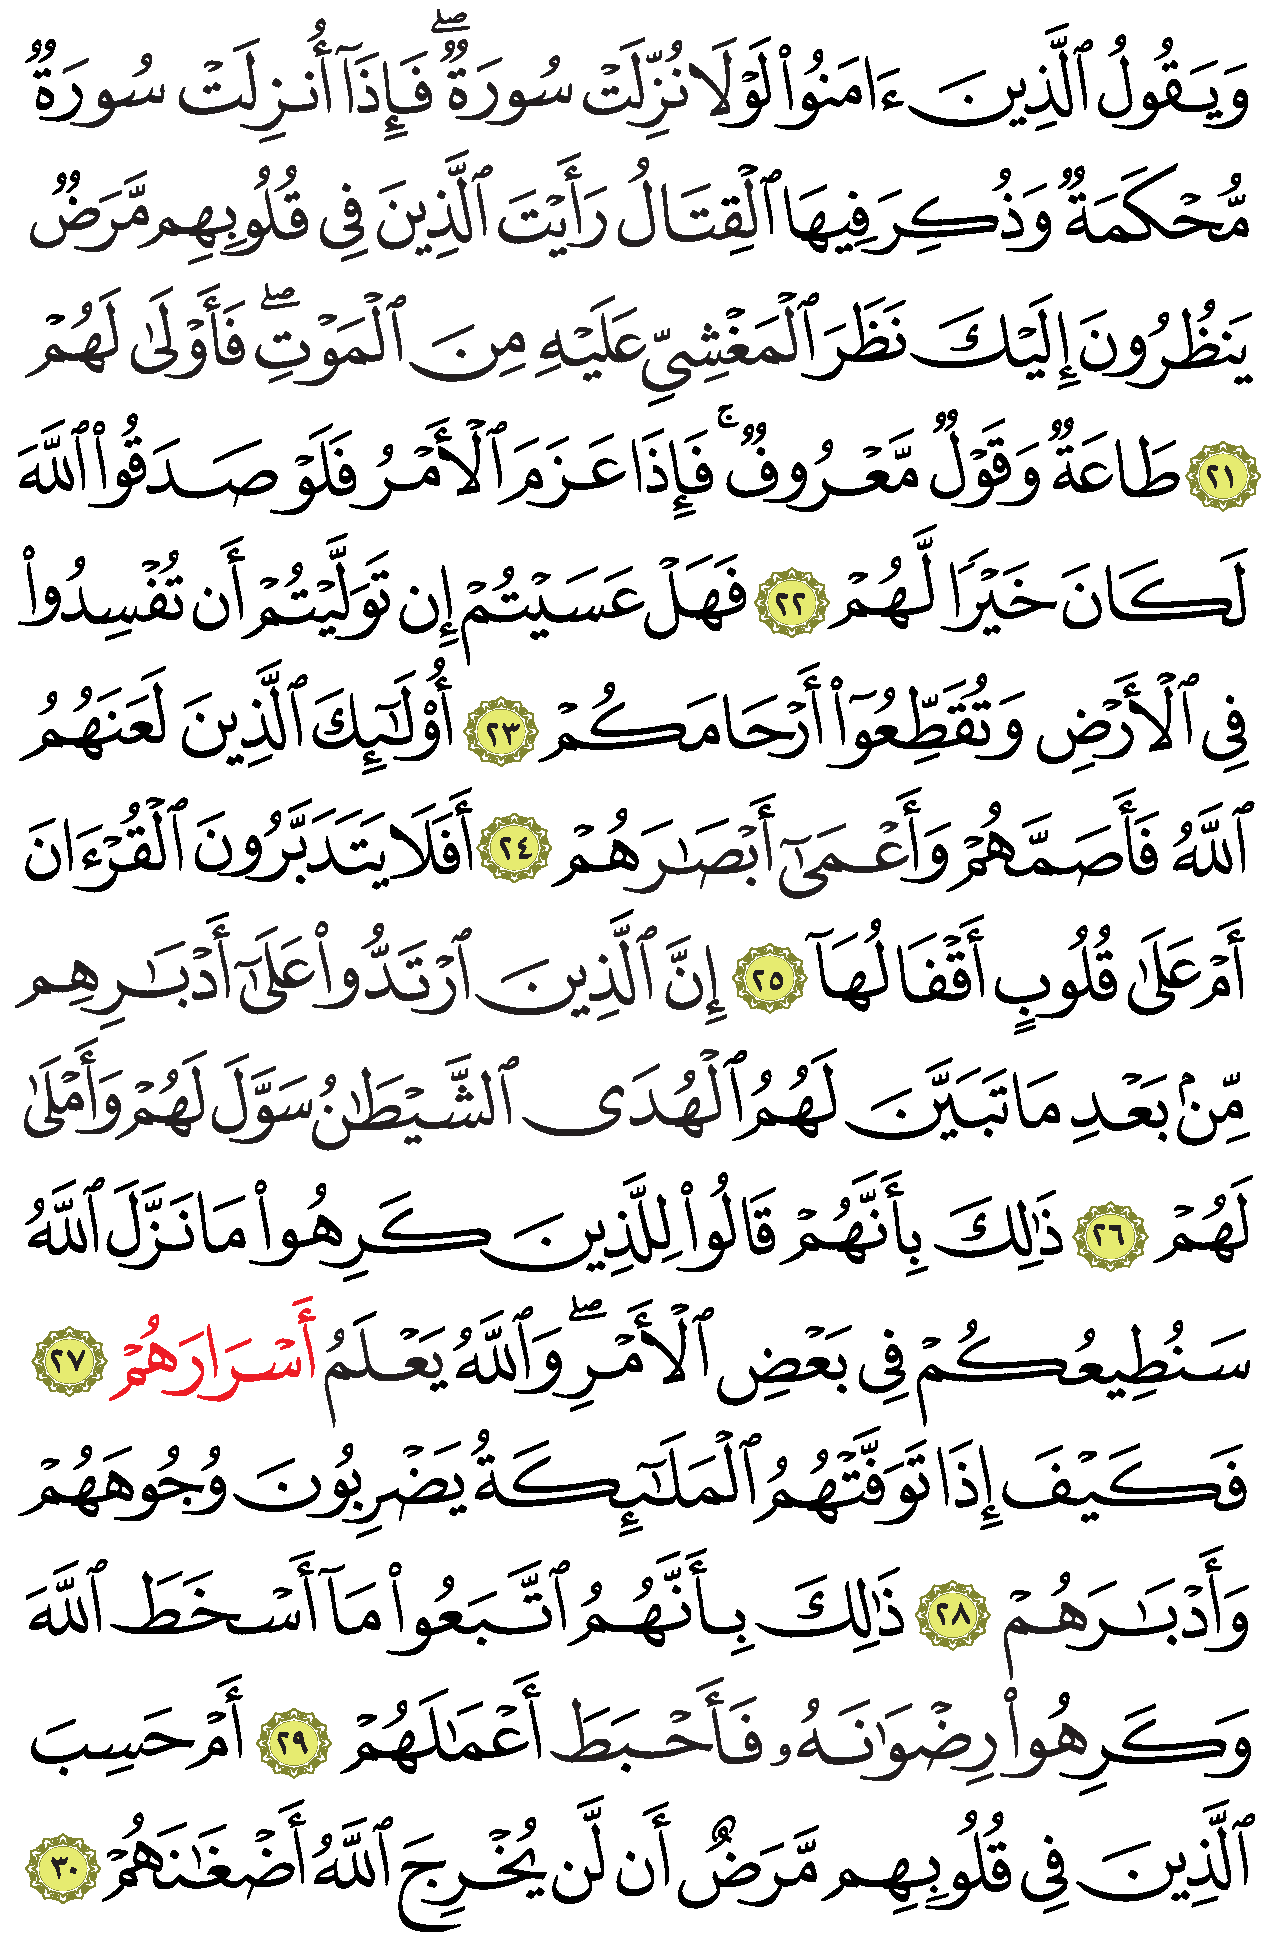 وَيَقُولُ ٱلَّذِينَ ءَامَنُوا۟ لَوْلَا نُزِّلَتْ سُورَةٌ ۖ فَإِذَآ أُنزِلَتْ سُورَةٌ
مُّحْكَمَةٌ وَذُكِرَ فِيهَا ٱلْقِتَالُ رَأَيْتَ ٱلَّذِينَ فِى قُلُوبِهِم مَّرَضٌ
يَنظُرُونَ إِلَيْكَ نَظَرَ ٱلْمَغْشِىِّ عَلَيْهِ مِنَ ٱلْمَوْتِ ۖ فَأَوْلَىٰ لَهُمْ
٢١ طَاعَةٌ وَقَوْلٌ مَّعْرُوفٌ ۚ فَإِذَا عَزَمَ ٱلْأَمْرُ فَلَوْ صَدَقُوا۟ ٱللَّهَ
لَكَانَ خَيْرًا لَّهُمْ ٢٢ فَهَلْ عَسَيْتُمْ إِن تَوَلَّيْتُمْ أَن تُفْسِدُوا۟
فِى ٱلْأَرْضِ وَتُقَطِّعُوٓا۟ أَرْحَامَكُمْ ٢٣ أُو۟لَٰٓئِكَ ٱلَّذِينَ لَعَنَهُمُ
ٱللَّهُ فَأَصَمَّهُمْ وَأَعْمَىٰٓ أَبْصَٰرَهُمْ ٢٤ أَفَلَا يَتَدَبَّرُونَ ٱلْقُرْءَانَ
أَمْ عَلَىٰ قُلُوبٍ أَقْفَالُهَآ ٢٥ إِنَّ ٱلَّذِينَ ٱرْتَدُّوا۟ عَلَىٰٓ أَدْبَٰرِهِم
مِّنۢ بَعْدِ مَا تَبَيَّنَ لَهُمُ ٱلْهُدَى ٱلشَّيْطَٰنُ سَوَّلَ لَهُمْ وَأَمْلَىٰ
لَهُمْ ٢٦ ذَٰلِكَ بِأَنَّهُمْ قَالُوا۟ لِلَّذِينَ كَرِهُوا۟ مَا نَزَّلَ ٱللَّهُ
سَنُطِيعُكُمْ فِى بَعْضِ ٱلْأَمْرِ ۖ وَٱللَّهُ يَعْلَمُ أَسْرَارَهُمْ ٢٧
فَكَيْفَ إِذَا تَوَفَّتْهُمُ ٱلْمَلَٰٓئِكَةُ يَضْرِبُونَ وُجُوهَهُمْ
وَأَدْبَٰرَهُمْ ٢٨ ذَٰلِكَ بِأَنَّهُمُ ٱتَّبَعُوا۟ مَآ أَسْخَطَ ٱللَّهَ
وَكَرِهُوا۟ رِضْوَٰنَهُۥ فَأَحْبَطَ أَعْمَٰلَهُمْ ٢٩ أَمْ حَسِبَ
ٱلَّذِينَ فِى قُلُوبِهِم مَّرَضٌ أَن لَّن يُخْرِجَ ٱللَّهُ أَضْغَٰنَهُمْ ٣٠